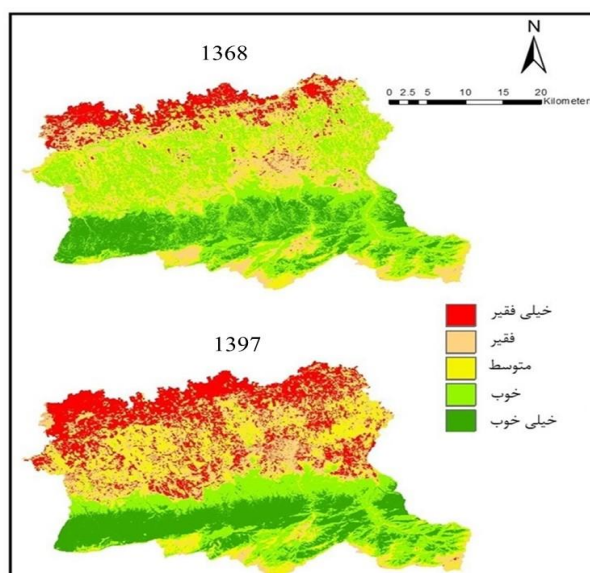 N
1368
0 2.5 5 10 15 20
Kilometer
خیلی فقیر
فقیر
متوسط
خوب
خیلی خوب
1397